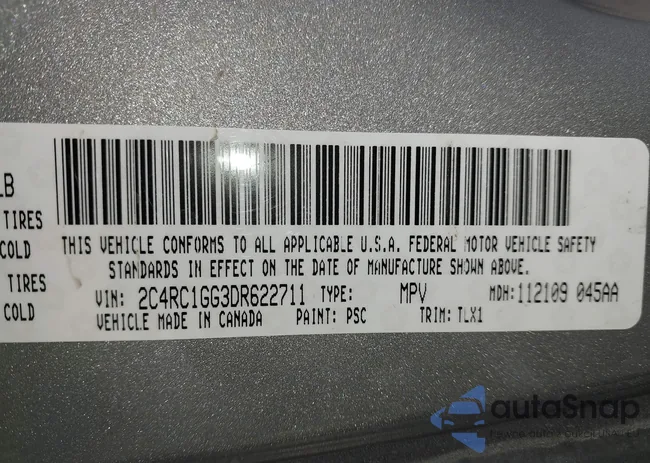 LB
TIRES
COLD
TIRES
COLD
THIS VEHICLE CONFORMS TO ALL APPLICABLE U.S.A. FEDERAL MOTOR VEHICLE SAFETY
STANDARDS IN EFFECT ON THE DATE OF MANUFACTURE SHOWN ABOVE.
VIN: 2C4RC1GG3DR622711 TYPE: MPV MDH: 112109 045AA
VEHICLE MADE IN CANADA PAINT: PSC TRIM: TLX1
autoSnap